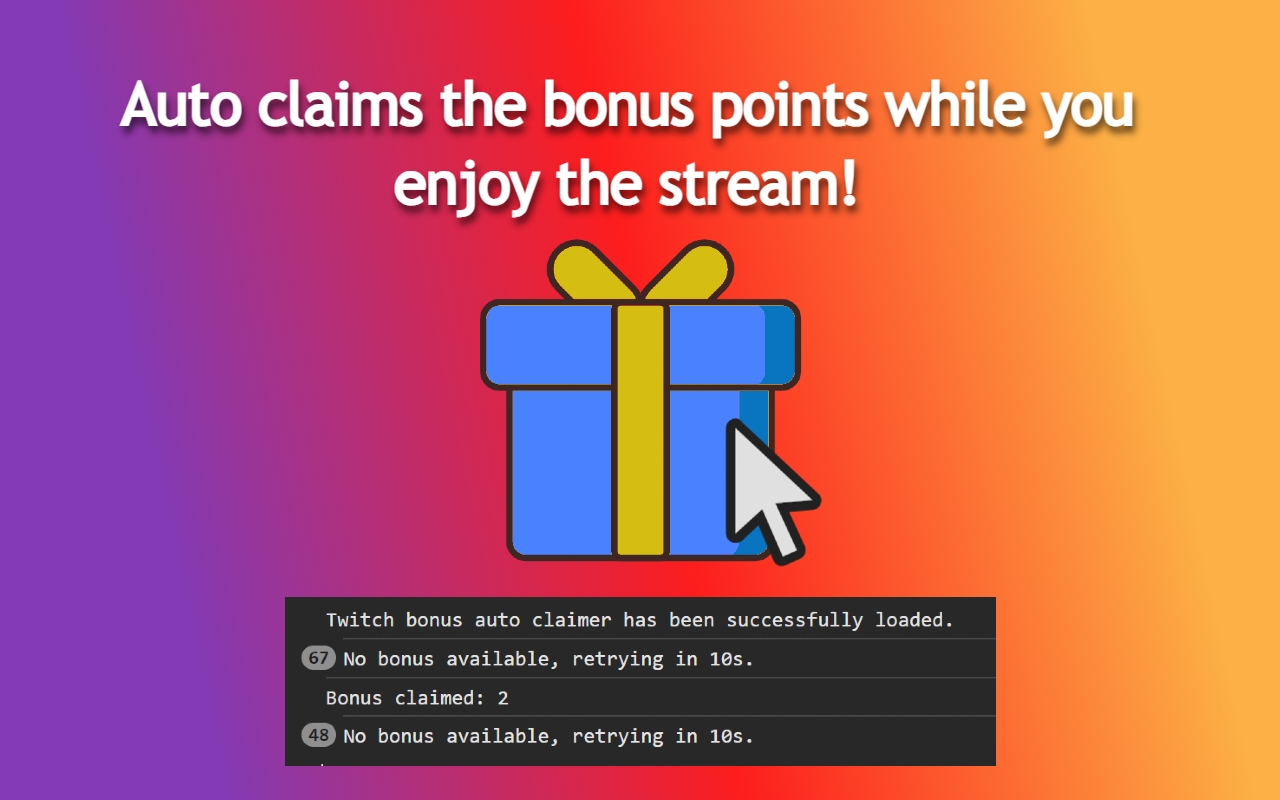 Auto claims the bonus points while you
enjoy the stream!
Twitch bonus auto claimer has been successfully loaded.
67 No bonus available, retrying in 10s.
Bonus claimed: 2
48 No bonus available, retrying in 10s.